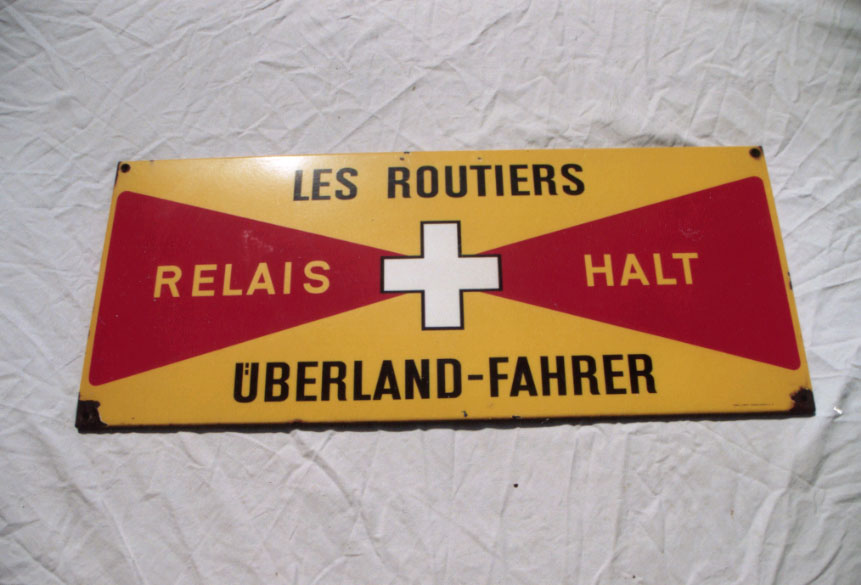 LES ROUTIERS
RELAIS HALT
ÜBERLAND-FAHRER